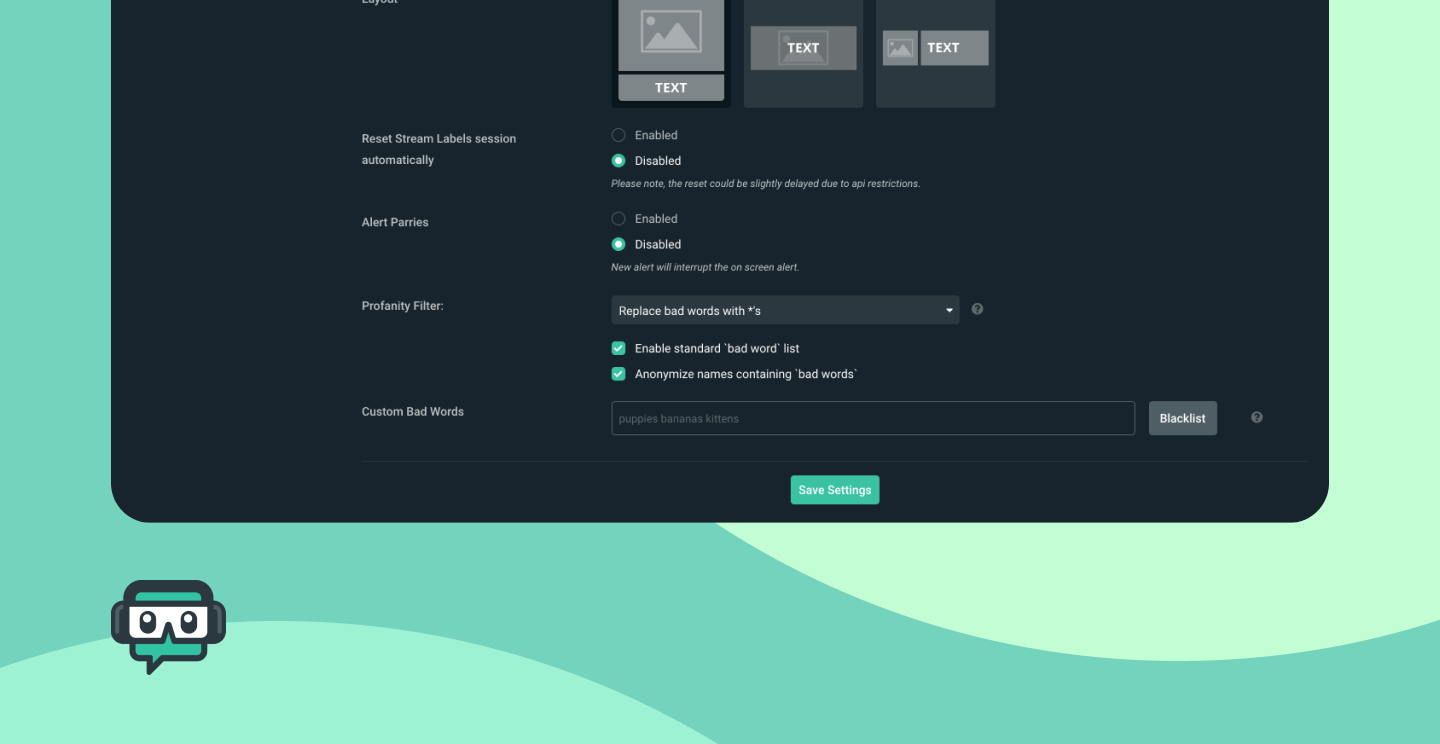 Layout
TEXT
TEXT
TEXT
Reset Stream Labels session
automatically
Enabled
Disabled
Please note, the reset could be slightly delayed due to api restrictions.
Alert Parries
Enabled
Disabled
New alert will interrupt the on screen alert.
Profanity Filter:
Replace bad words with *'s
Enable standard `bad word` list
Anonymize names containing `bad words`
Custom Bad Words
puppies bananas kittens
Blacklist
Save Settings